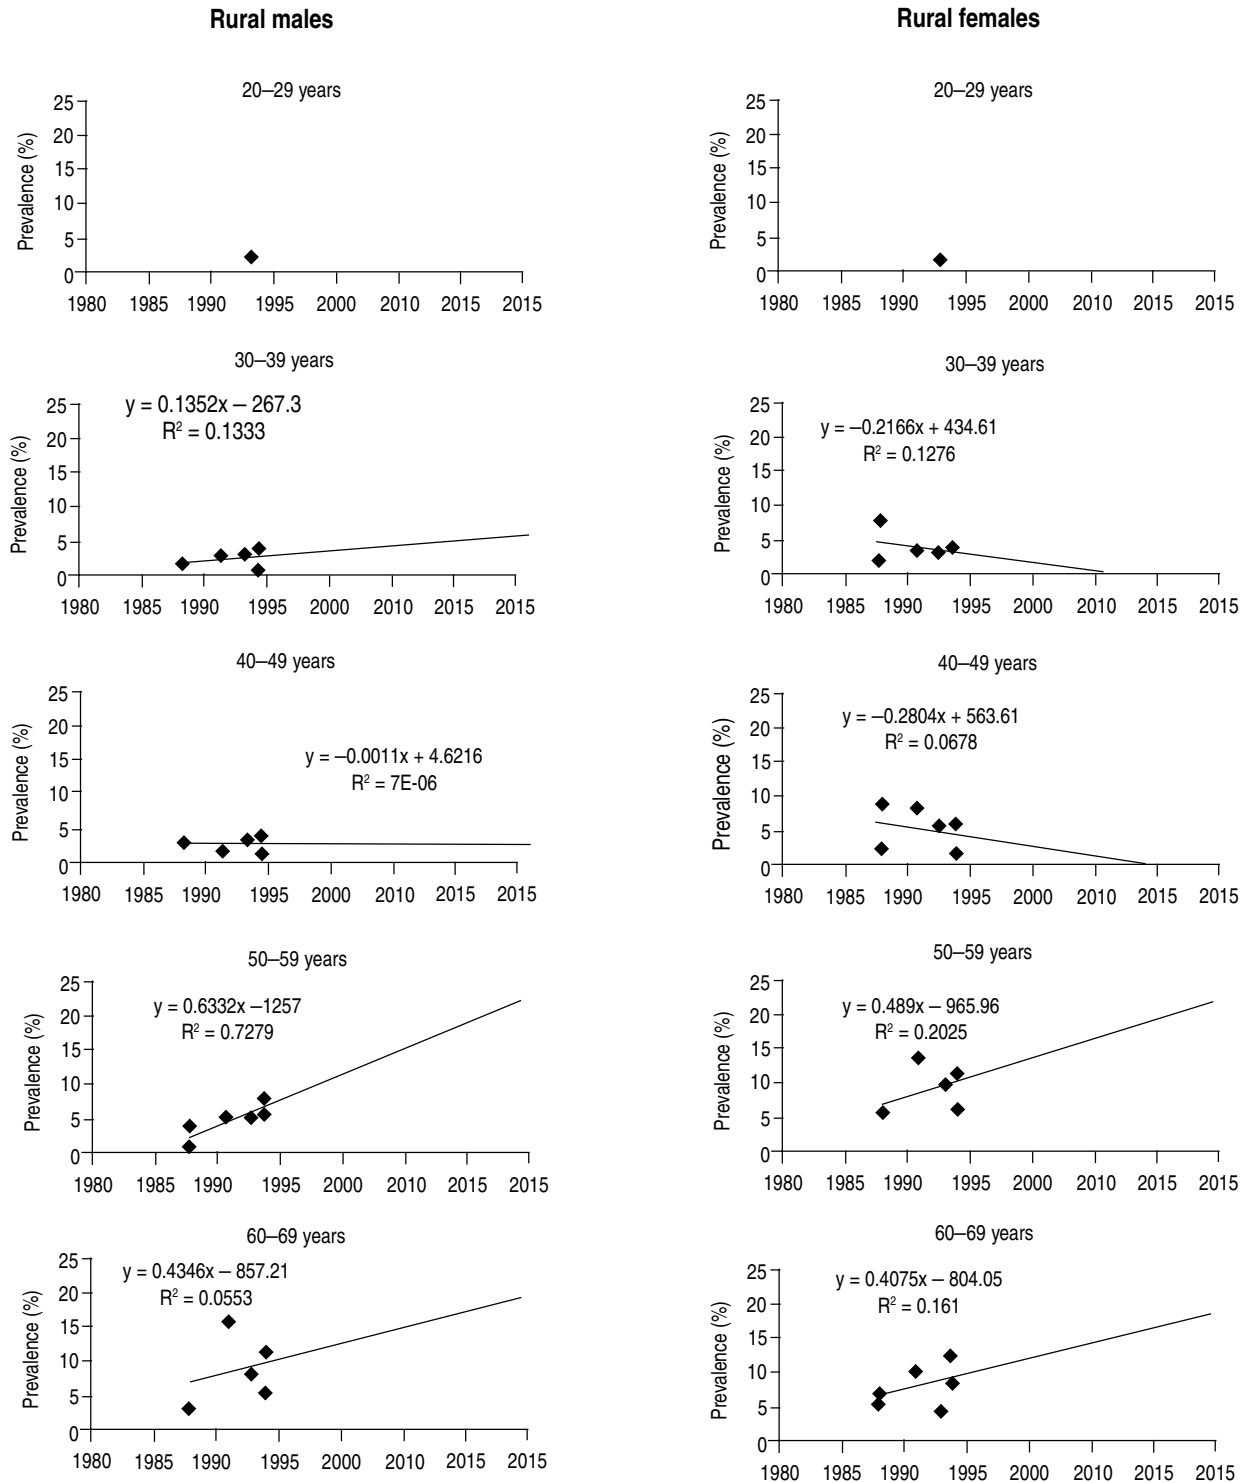 Rural males
20–29 years
Prevalence (%)
25
20
15
10
5
0
1980 1985 1990 1995 2000 2010 2015 2015
30–39 years
y = 0.1352x – 267.3
R² = 0.1333
Prevalence (%)
25
20
15
10
5
0
1980 1985 1990 1995 2000 2010 2015 2015
40–49 years
y = –0.0011x + 4.6216
R² = 7E-06
Prevalence (%)
25
20
15
10
5
0
1980 1985 1990 1995 2000 2010 2015 2015
50–59 years
y = 0.6332x –1257
R² = 0.7279
Prevalence (%)
25
20
15
10
5
0
1980 1985 1990 1995 2000 2010 2015 2015
60–69 years
y = 0.4346x – 857.21
R² = 0.0553
Prevalence (%)
25
20
15
10
5
0
1980 1985 1990 1995 2000 2010 2015 2015
Rural females
20–29 years
Prevalence (%)
25
20
15
10
5
0
1980 1985 1990 1995 2000 2010 2015 2015
30–39 years
y = –0.2166x + 434.61
R² = 0.1276
Prevalence (%)
25
20
15
10
5
0
1980 1985 1990 1995 2000 2010 2015 2015
40–49 years
y = –0.2804x + 563.61
R² = 0.0678
Prevalence (%)
25
20
15
10
5
0
1980 1985 1990 1995 2000 2010 2015 2015
50–59 years
y = 0.489x – 965.96
R² = 0.2025
Prevalence (%)
25
20
15
10
5
0
1980 1985 1990 1995 2000 2010 2015 2015
60–69 years
y = 0.4075x – 804.05
R² = 0.161
Prevalence (%)
25
20
15
10
5
0
1980 1985 1990 1995 2000 2010 2015 2015